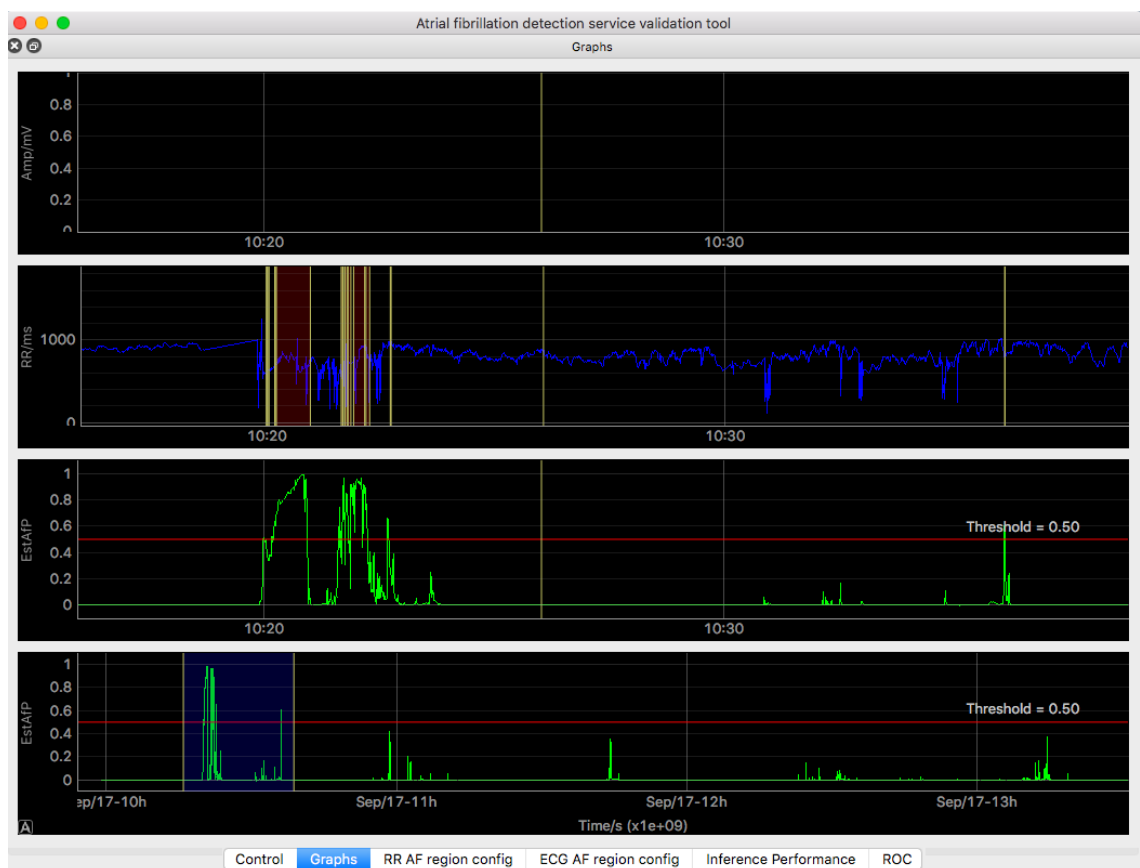 Atrial fibrillation detection service validation tool
Graphs
Amp/mV
1
0.8
0.6
0.4
0.2
0
10:20
10:30
RR/ms
1000
0
10:20
10:30
EstAfP
1
0.8
0.6
0.4
0.2
0
Threshold = 0.50
10:20
10:30
EstAfP
1
0.8
0.6
0.4
0.2
0
Threshold = 0.50
ep/17-10h
Sep/17-11h
Sep/17-12h
Sep/17-13h
A
Time/s (x1e+09)
Control
Graphs
RR AF region config
ECG AF region config
Inference Performance
ROC